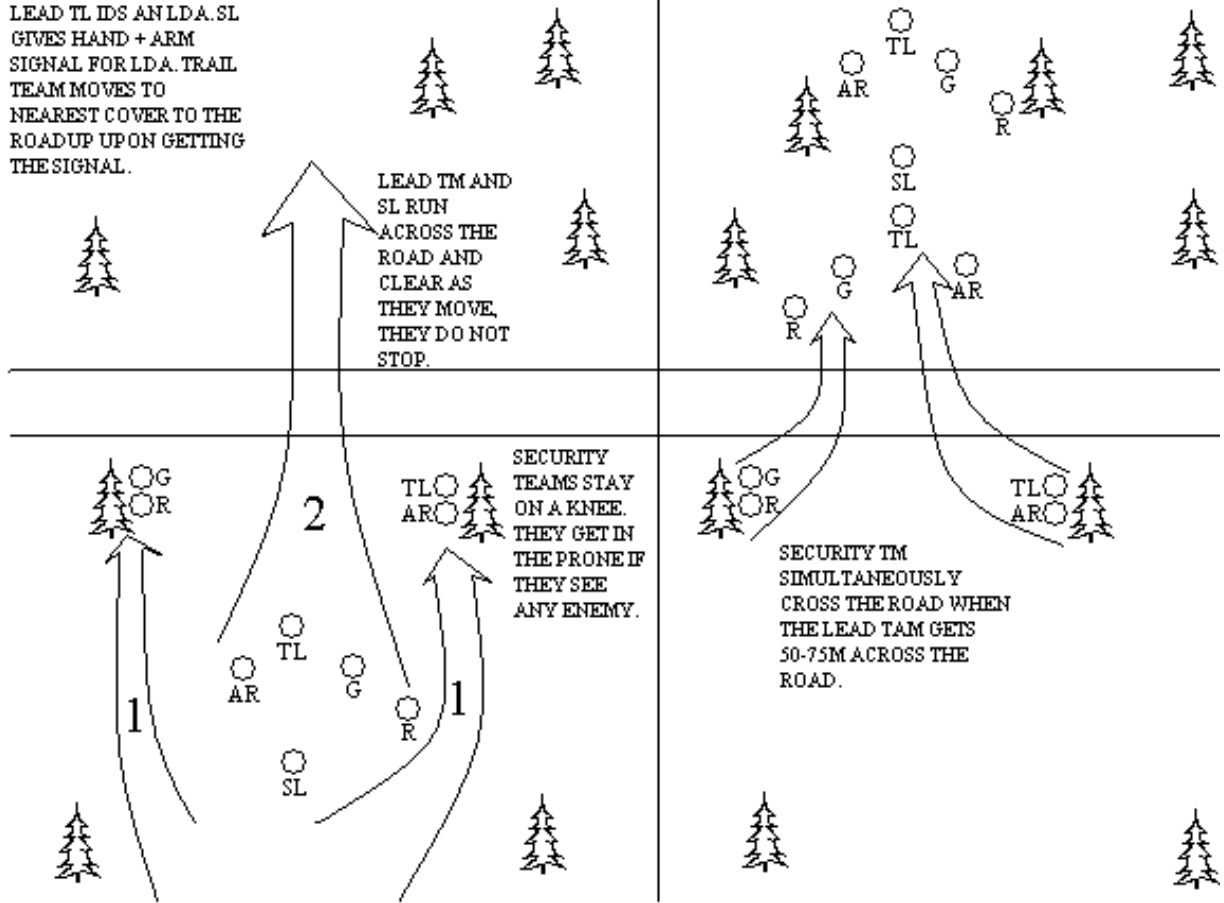 LEAD TL IDS AN LDA. SL
GIVES HAND + ARM
SIGNAL FOR LDA. TRAIL
TEAM MOVES TO
NEAREST COVER TO THE
ROADUP UPON GETTING
THE SIGNAL.
LEAD TM AND
SL RUN
ACROSS THE
ROAD AND
CLEAR AS
THEY MOVE,
THEY DO NOT
STOP.
G
R
TL
AR
SECURITY
TEAMS STAY
ON A KNEE.
THEY GET IN
THE PRONE IF
THEY SEE
ANY ENEMY.
2
TL
AR
G
R
1
1
SL
TL
AR
G
R
SL
TL
G
AR
R
G
R
TL
AR
SECURITY TM
SIMULTANEOUSLY
CROSS THE ROAD WHEN
THE LEAD TAM GETS
50-75M ACROSS THE
ROAD.